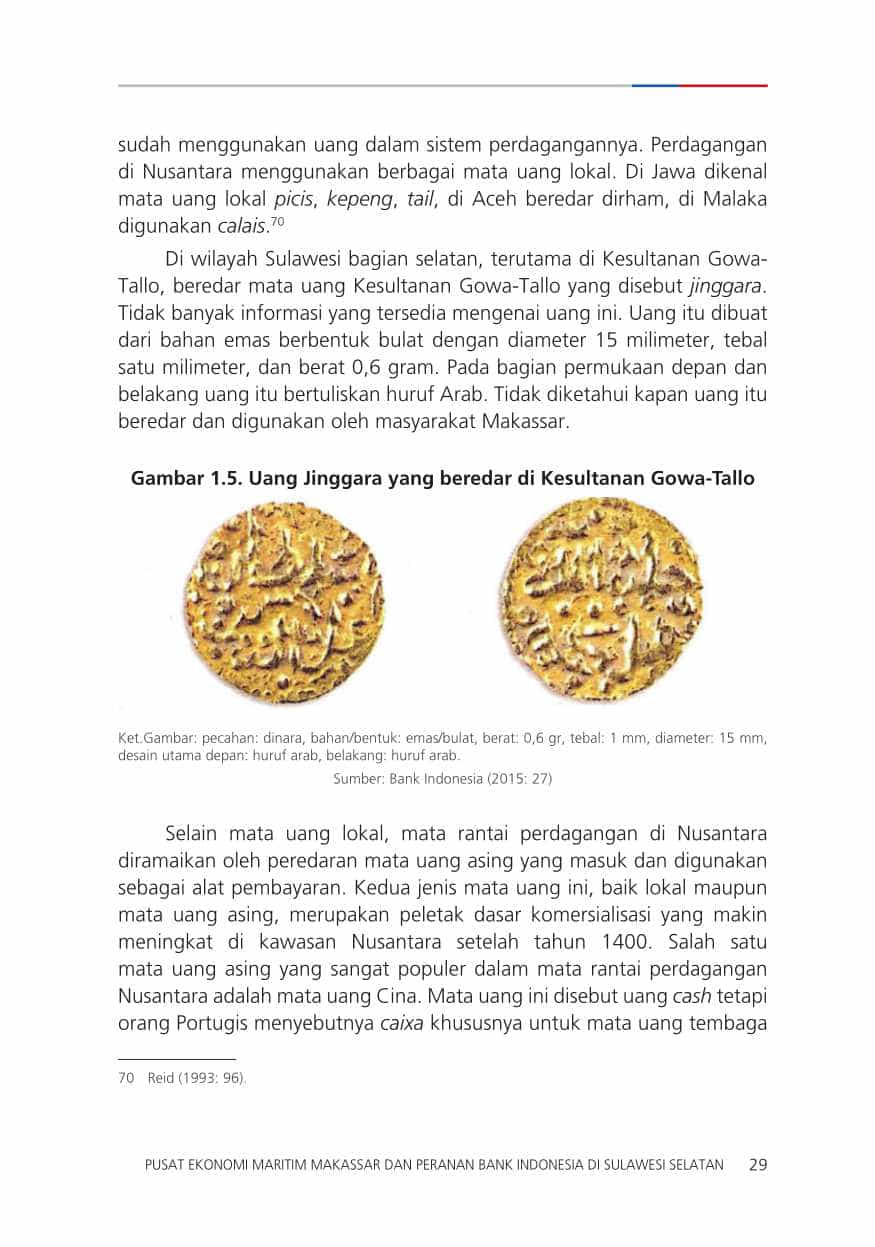 sudah menggunakan uang dalam sistem perdagangannya. Perdagangan
di Nusantara menggunakan berbagai mata uang lokal. Di Jawa dikenal
mata uang lokal picis, kepeng, tail, di Aceh beredar dirham, di Malaka
digunakan calais.70
Di wilayah Sulawesi bagian selatan, terutama di Kesultanan Gowa-
Tallo, beredar mata uang Kesultanan Gowa-Tallo yang disebut jinggara.
Tidak banyak informasi yang tersedia mengenai uang ini. Uang itu dibuat
dari bahan emas berbentuk bulat dengan diameter 15 milimeter, tebal
satu milimeter, dan berat 0,6 gram. Pada bagian permukaan depan dan
belakang uang itu bertuliskan huruf Arab. Tidak diketahui kapan uang itu
beredar dan digunakan oleh masyarakat Makassar.
Gambar 1.5. Uang Jinggara yang beredar di Kesultanan Gowa-Tallo
Ket.Gambar: pecahan: dinara, bahan/bentuk: emas/bulat, berat: 0,6 gr, tebal: 1 mm, diameter: 15 mm,
desain utama depan: huruf arab, belakang: huruf arab.
Sumber: Bank Indonesia (2015: 27)
Selain mata uang lokal, mata rantai perdagangan di Nusantara
diramaikan oleh peredaran mata uang asing yang masuk dan digunakan
sebagai alat pembayaran. Kedua jenis mata uang ini, baik lokal maupun
mata uang asing, merupakan peletak dasar komersialisasi yang makin
meningkat di kawasan Nusantara setelah tahun 1400. Salah satu
mata uang asing yang sangat populer dalam mata rantai perdagangan
Nusantara adalah mata uang Cina. Mata uang ini disebut uang cash tetapi
orang Portugis menyebutnya caixa khususnya untuk mata uang tembaga
70 Reid (1993: 96).
PUSAT EKONOMI MARITIM MAKASSAR DAN PERANAN BANK INDONESIA DI SULAWESI SELATAN 29